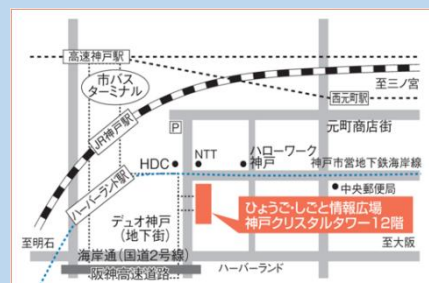 高速神戸駅
至三ノ宮
市バス
ターミナル
西元町駅
元町商店街
P
JR神戸駅
NTT
ハローワーク
神戸
HDC
神戸市営地下鉄海岸線
ハーバーランド駅
中央郵便局
ひょうご・しごと情報広場
神戸クリスタルタワー12階
デュオ神戸
(地下街)
至明石
至大阪
海岸通(国道2号線)
阪神高速道路
ハーバーランド